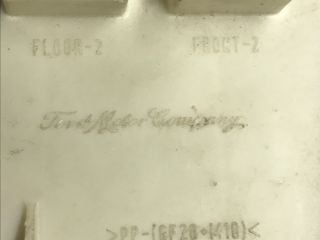 FLOOR-2 FRONT-2
Ford Motor Company
>PP-(GF20+M10)<